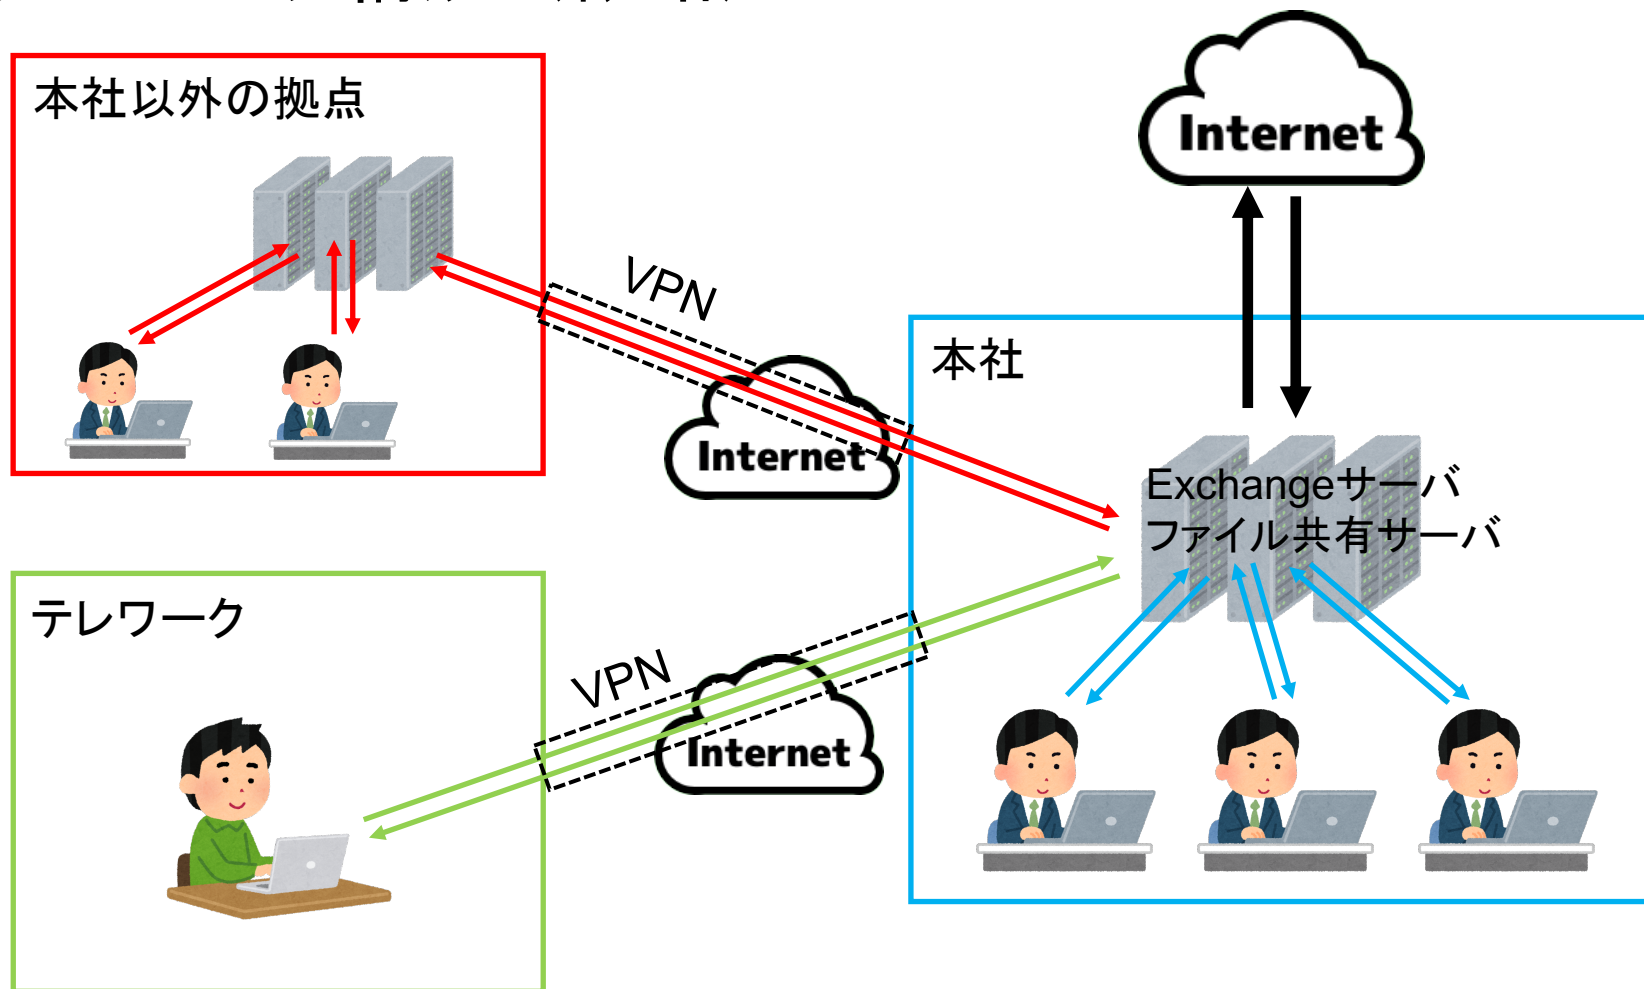 本社以外の拠点
Internet
VPN
本社
Internet
Exchangeサーバ
ファイル共有サーバ
テレワーク
VPN
Internet